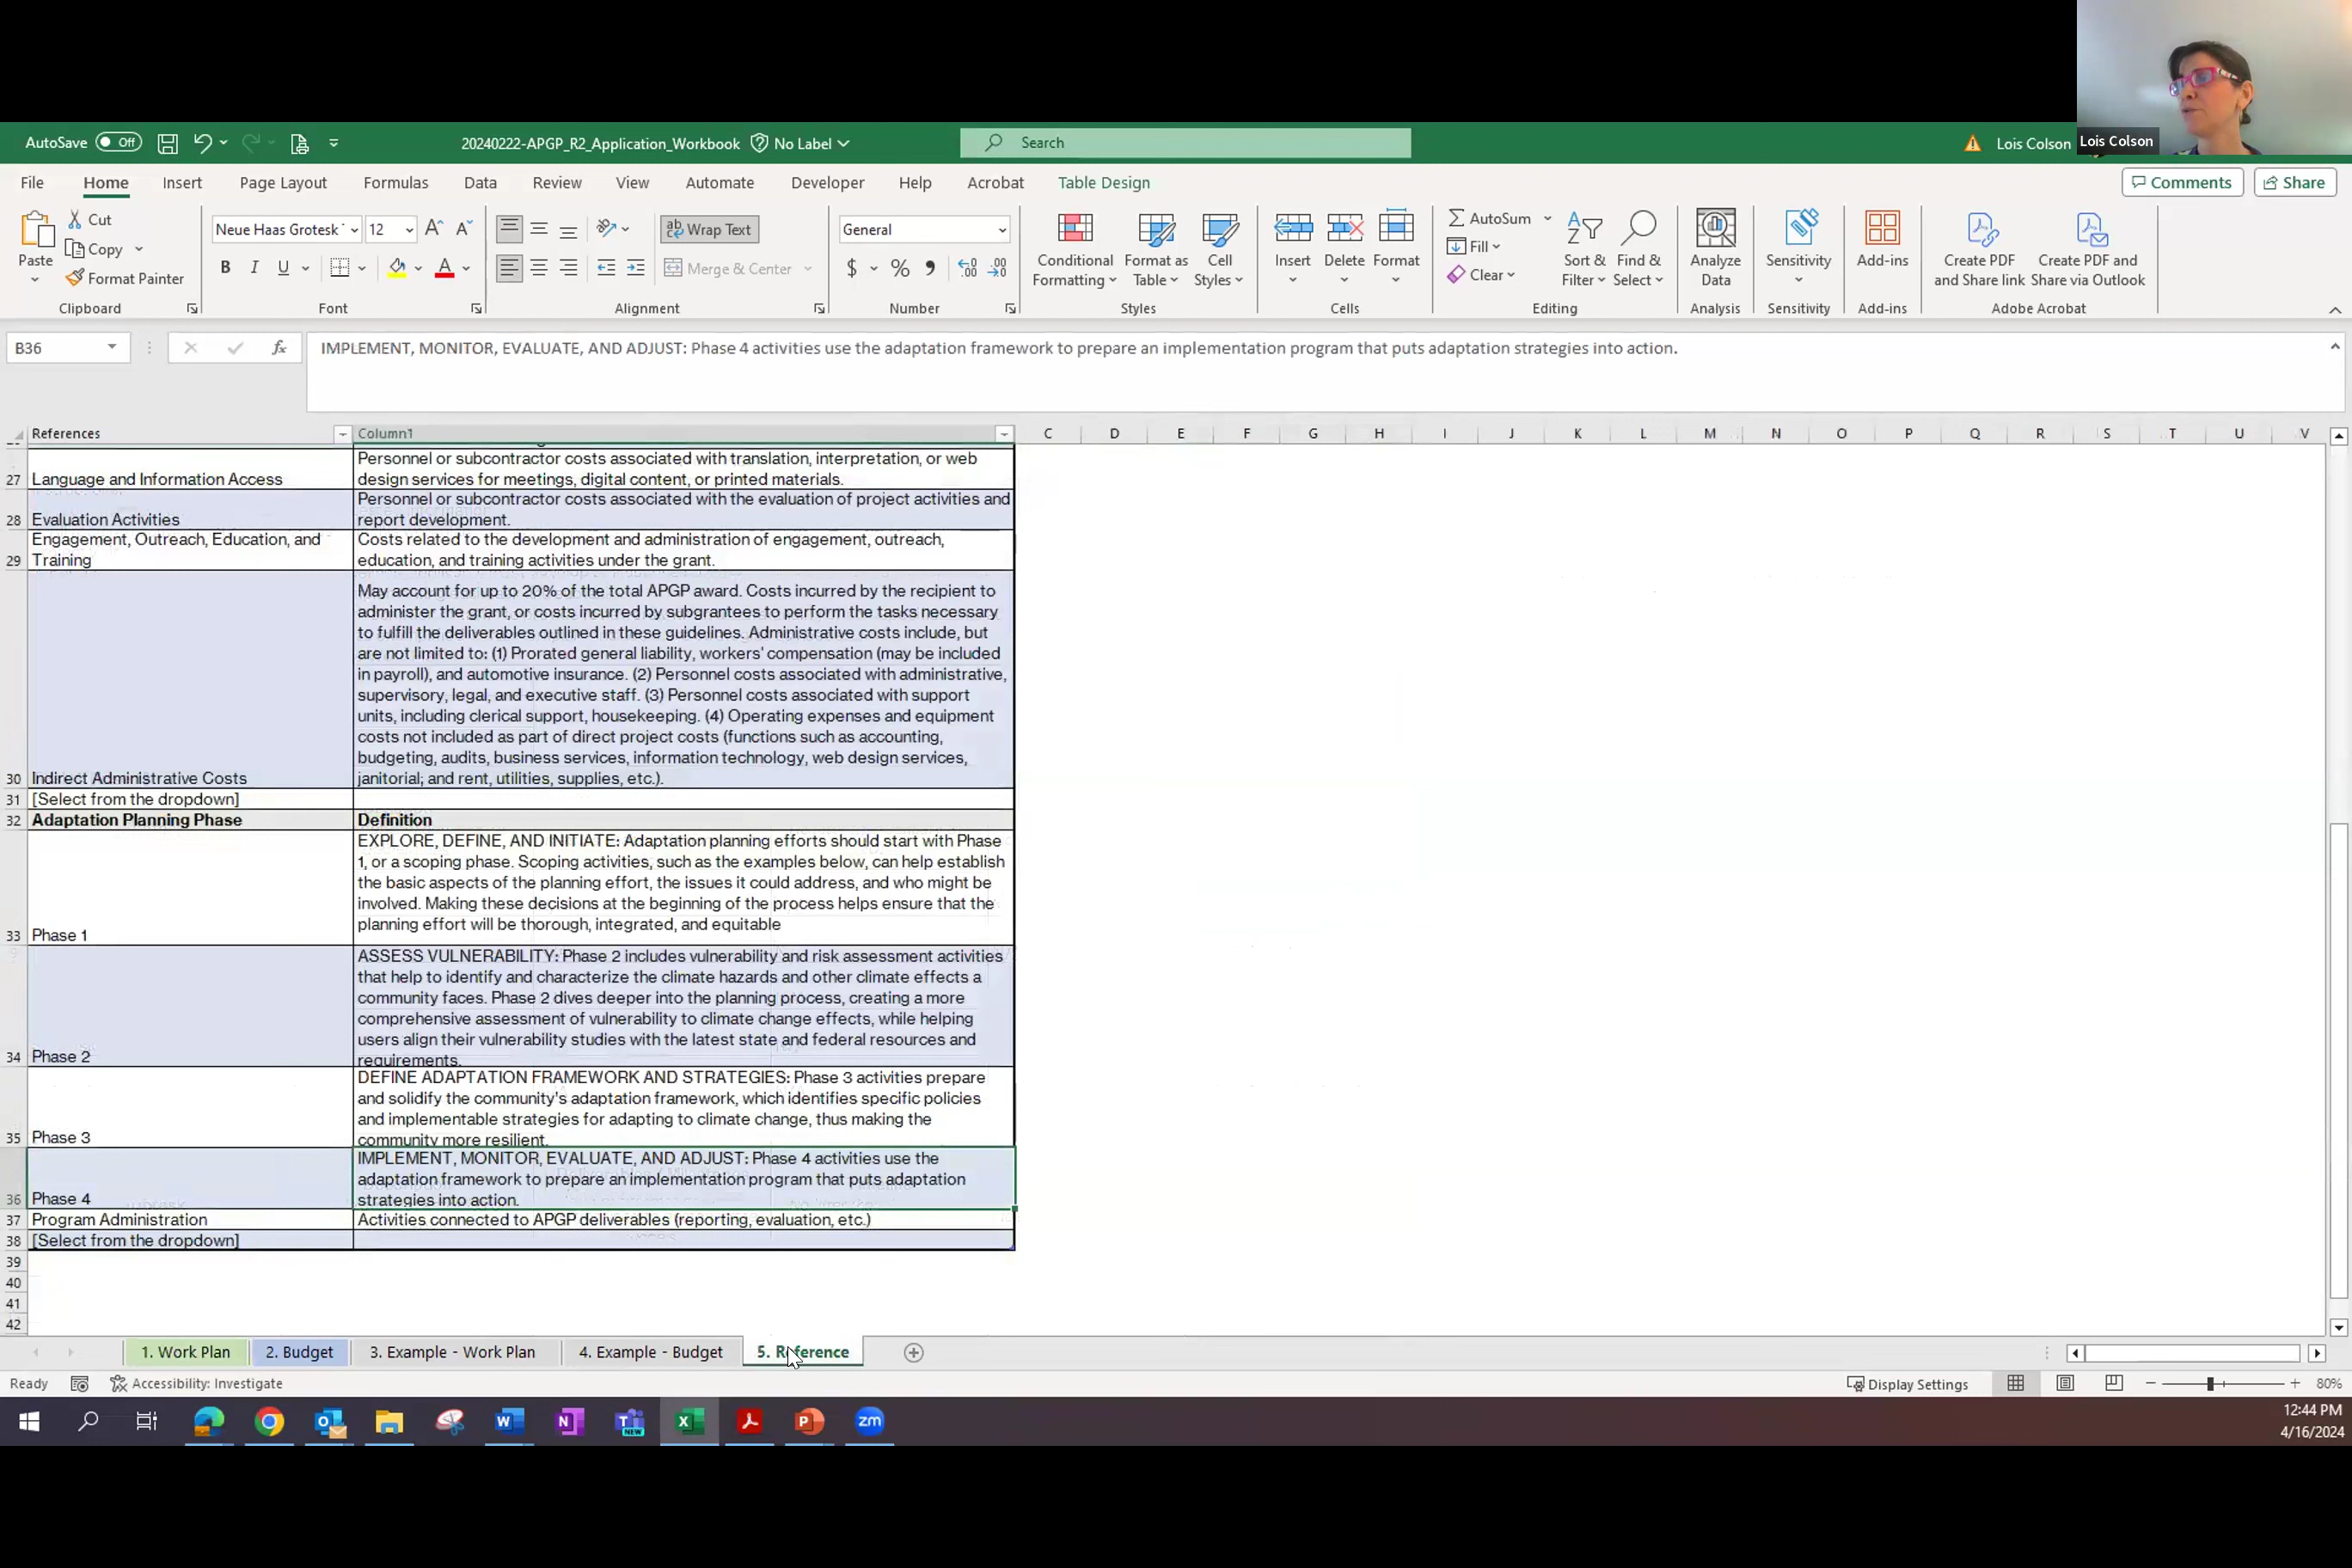 AutoSave Off
20240222-APGP_R2_Application_Workbook No Label
Search
Lois Colson
Lois Colson
File Home Insert Page Layout Formulas Data Review View Automate Developer Help Acrobat Table Design
Comments Share
Paste
Cut
Copy
Format Painter
Clipboard
Neue Haas Grotesk 12
B I U
Font
Wrap Text
Merge & Center
Alignment
General
$ % 9
Number
Conditional Formatting
Format as Table
Cell Styles
Styles
Insert Delete Format
Cells
AutoSum
Fill
Clear
Sort & Filter
Find & Select
Editing
Analyze Data
Analysis
Sensitivity
Sensitivity
Add-ins
Add-ins
Create PDF and Share link
Create PDF and Share via Outlook
Adobe Acrobat
B36
fx
IMPLEMENT, MONITOR, EVALUATE, AND ADJUST: Phase 4 activities use the adaptation framework to prepare an implementation program that puts adaptation strategies into action.
References Column1 C D E F G H I J K L M N O P Q R S T U V
27 Language and Information Access
Personnel or subcontractor costs associated with translation, interpretation, or web
design services for meetings, digital content, or printed materials.
28 Evaluation Activities
Personnel or subcontractor costs associated with the evaluation of project activities and
report development.
29 Engagement, Outreach, Education, and
Training
Costs related to the development and administration of engagement, outreach,
education, and training activities under the grant.
30 Indirect Administrative Costs
May account for up to 20% of the total APGP award. Costs incurred by the recipient to
administer the grant, or costs incurred by subgrantees to perform the tasks necessary
to fulfill the deliverables outlined in these guidelines. Administrative costs include, but
are not limited to: (1) Prorated general liability, workers' compensation (may be included
in payroll), and automotive insurance. (2) Personnel costs associated with administrative,
supervisory, legal, and executive staff. (3) Personnel costs associated with support
units, including clerical support, housekeeping. (4) Operating expenses and equipment
costs not included as part of direct project costs (functions such as accounting,
budgeting, audits, business services, information technology, web design services,
janitorial; and rent, utilities, supplies, etc.).
31 [Select from the dropdown]
32 Adaptation Planning Phase Definition
33 Phase 1
EXPLORE, DEFINE, AND INITIATE: Adaptation planning efforts should start with Phase
1, or a scoping phase. Scoping activities, such as the examples below, can help establish
the basic aspects of the planning effort, the issues it could address, and who might be
involved. Making these decisions at the beginning of the process helps ensure that the
planning effort will be thorough, integrated, and equitable
34 Phase 2
ASSESS VULNERABILITY: Phase 2 includes vulnerability and risk assessment activities
that help to identify and characterize the climate hazards and other climate effects a
community faces. Phase 2 dives deeper into the planning process, creating a more
comprehensive assessment of vulnerability to climate change effects, while helping
users align their vulnerability studies with the latest state and federal resources and
requirements.
35 Phase 3
DEFINE ADAPTATION FRAMEWORK AND STRATEGIES: Phase 3 activities prepare
and solidify the community's adaptation framework, which identifies specific policies
and implementable strategies for adapting to climate change, thus making the
community more resilient.
36 Phase 4
IMPLEMENT, MONITOR, EVALUATE, AND ADJUST: Phase 4 activities use the
adaptation framework to prepare an implementation program that puts adaptation
strategies into action.
37 Program Administration Activities connected to APGP deliverables (reporting, evaluation, etc.)
38 [Select from the dropdown]
39
40
41
42
1. Work Plan 2. Budget 3. Example - Work Plan 4. Example - Budget 5. Reference
Ready Accessibility: Investigate
Display Settings 80%
12:44 PM
4/16/2024